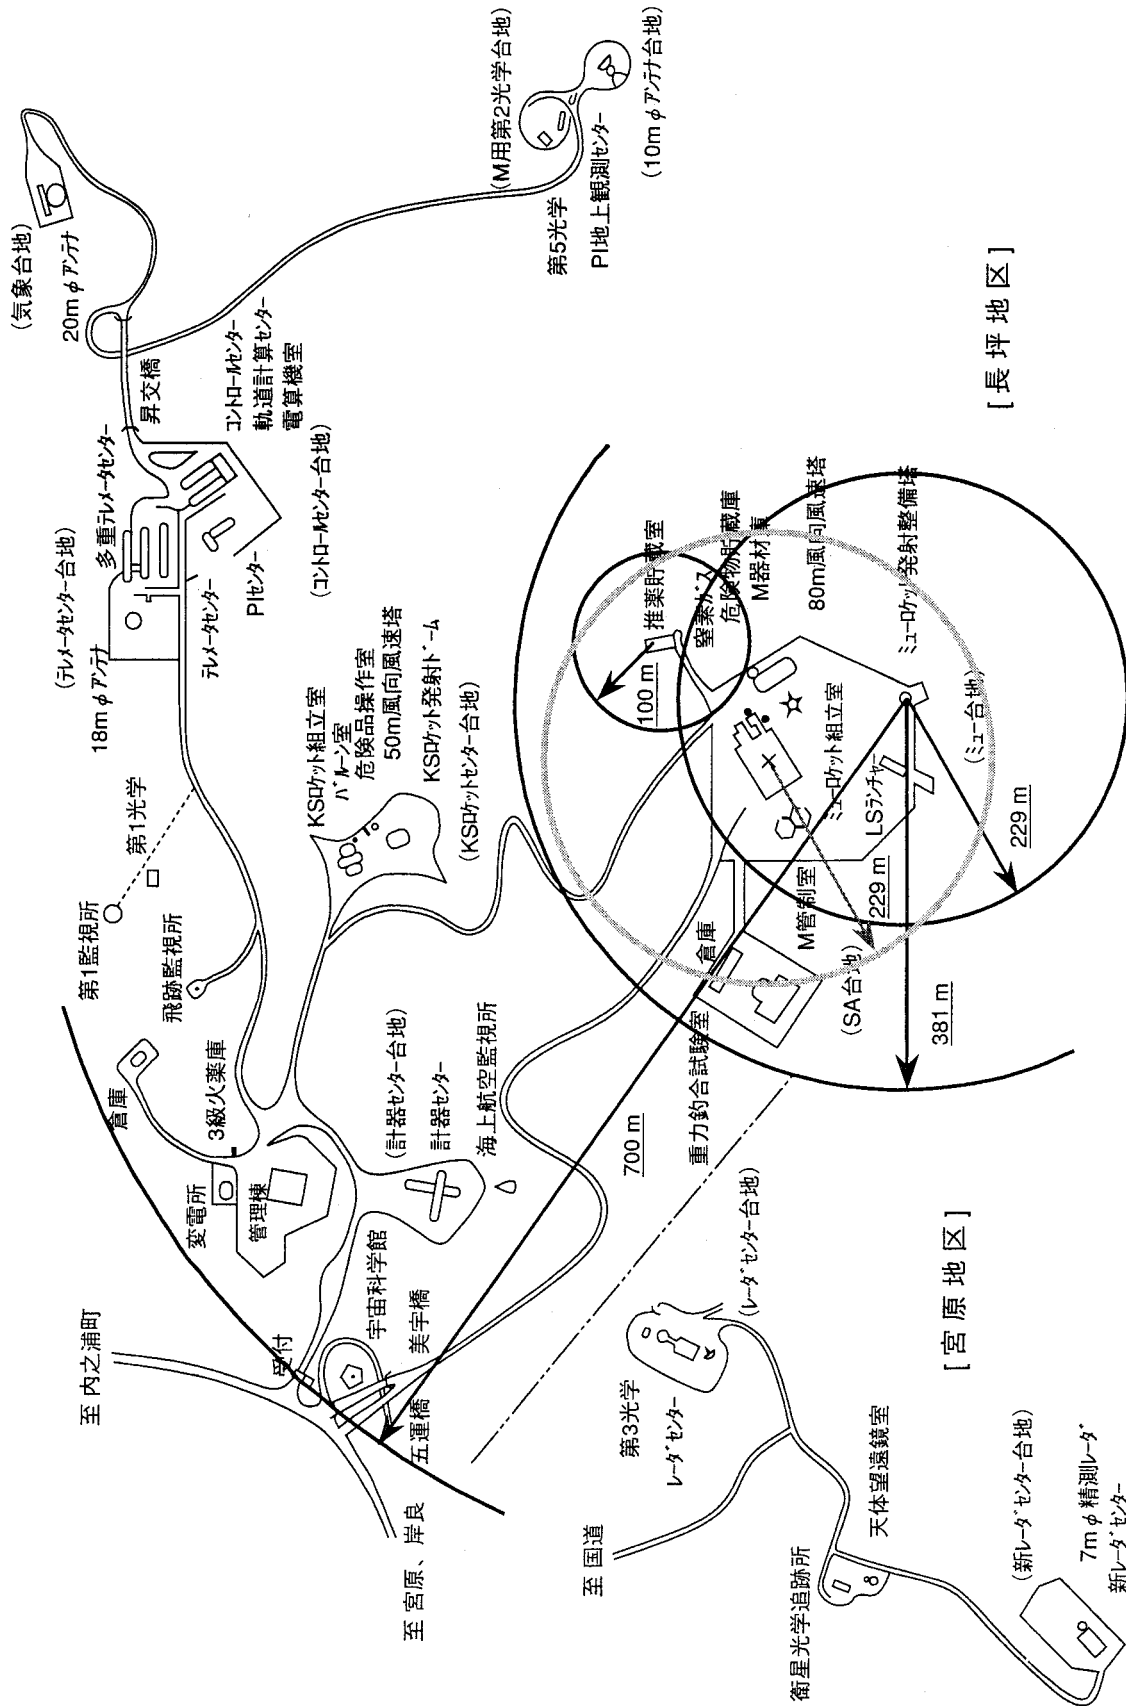 (気象台地)
20mφアンテナ
(M用第2光学台地)
第5光学
PI地上観測センター
(10mφアンテナ台地)
昇交橋
コントロールセンター
軌道計算センター
電算機室
(コントロールセンター台地)
(テレメータセンター台地)
多重テレメータセンター
18mφアンテナ
テレメータセンター
PIセンター
第1光学
第1監視所
飛跡監視所
KSロケット組立室
バルーン室
危険品操作室
50m風向風速塔
KSロケット発射ドーム
(KSロケットセンター台地)
[長坪地区]
推薬貯蔵室
100 m
窒素ガス
危険物貯蔵庫
M器材庫
80m風向風速塔
ミューロケット発射整備塔
ミューロケット組立室
LSランチャー
(ミュー台地)
229 m
229 m
M管制室
倉庫
(SA台地)
381 m
重力釣合試験室
700 m
倉庫
3級火薬庫
変電所
管理棟
(計器センター台地)
計器センター
海上航空監視所
至 内之浦町
受付
宇宙科学館
美宇橋
五運橋
至 宮原、岸良
[宮原地区]
(レーダセンター台地)
第3光学
レーダセンター
至 国道
天体望遠鏡室
衛星光学追跡所
(新レーダセンター台地)
7mφ精測レーダ
新レーダセンター